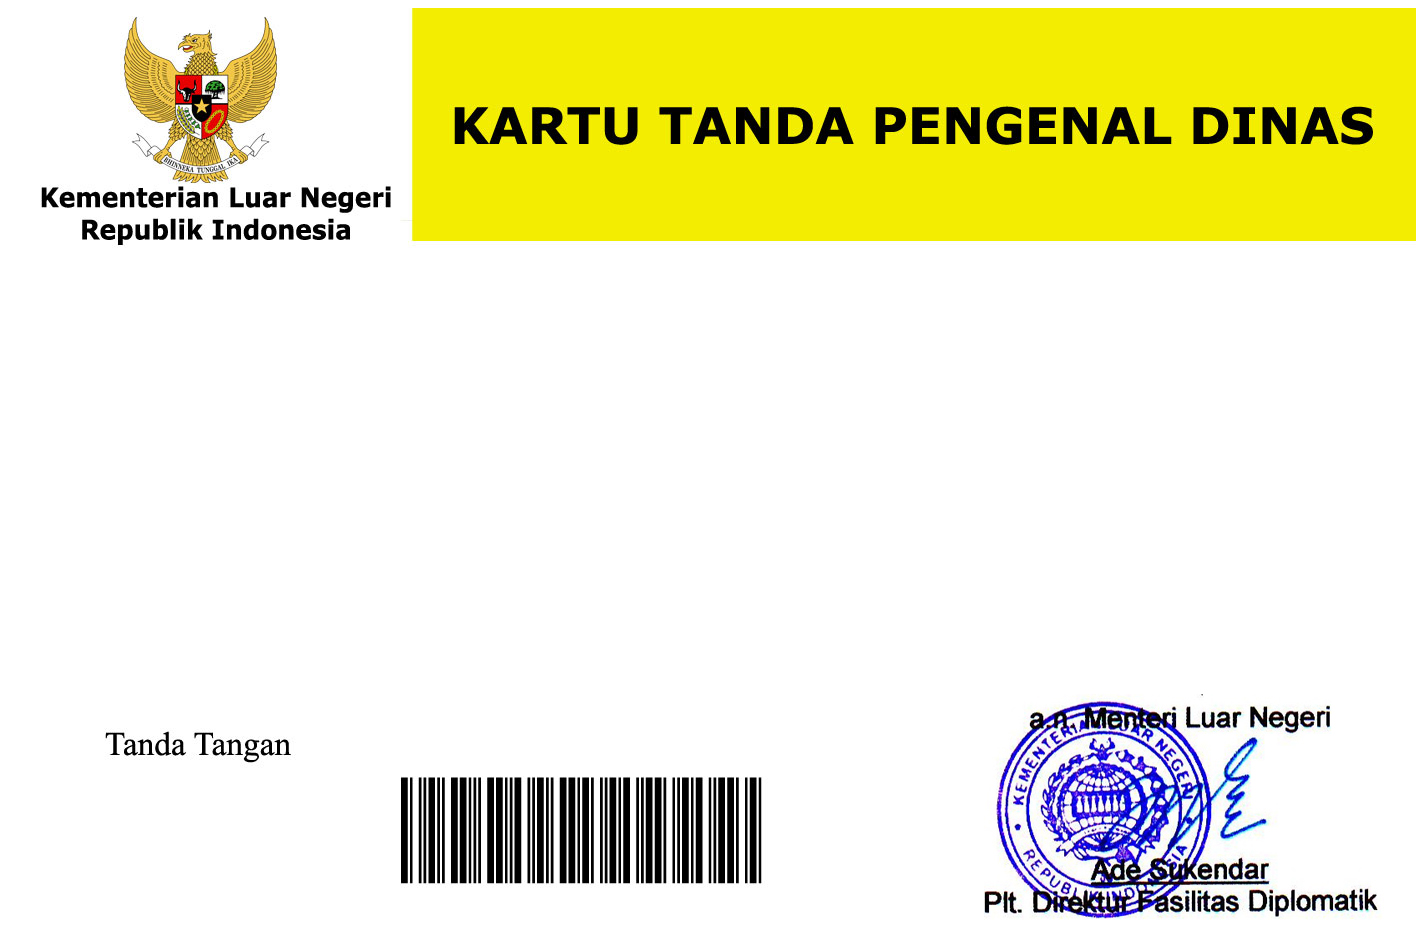 BHINNEKA TUNGGAL IKA
Kementerian Luar Negeri
Republik Indonesia
KARTU TANDA PENGENAL DINAS
Tanda Tangan
a.n. Menteri Luar Negeri
KEMENTERIAN LUAR NEGERI
REPUBLIK INDONESIA
Ade Sukendar
Plt. Direktur Fasilitas Diplomatik